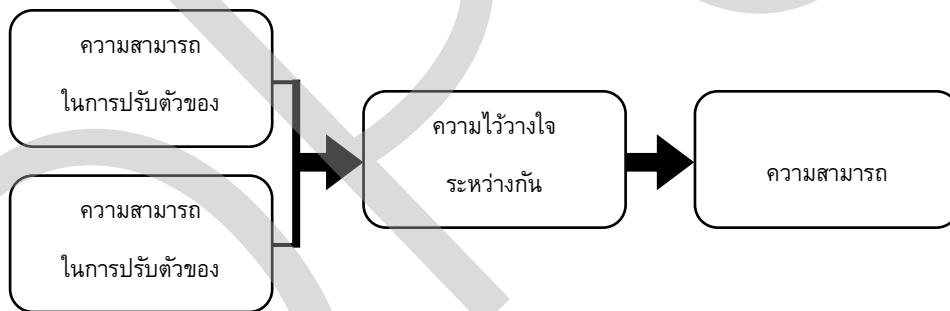 ความสามารถ
ในการปรับตัวของ
ความสามารถ
ในการปรับตัวของ
ความไว้วางใจ
ระหว่างกัน
ความสามารถ